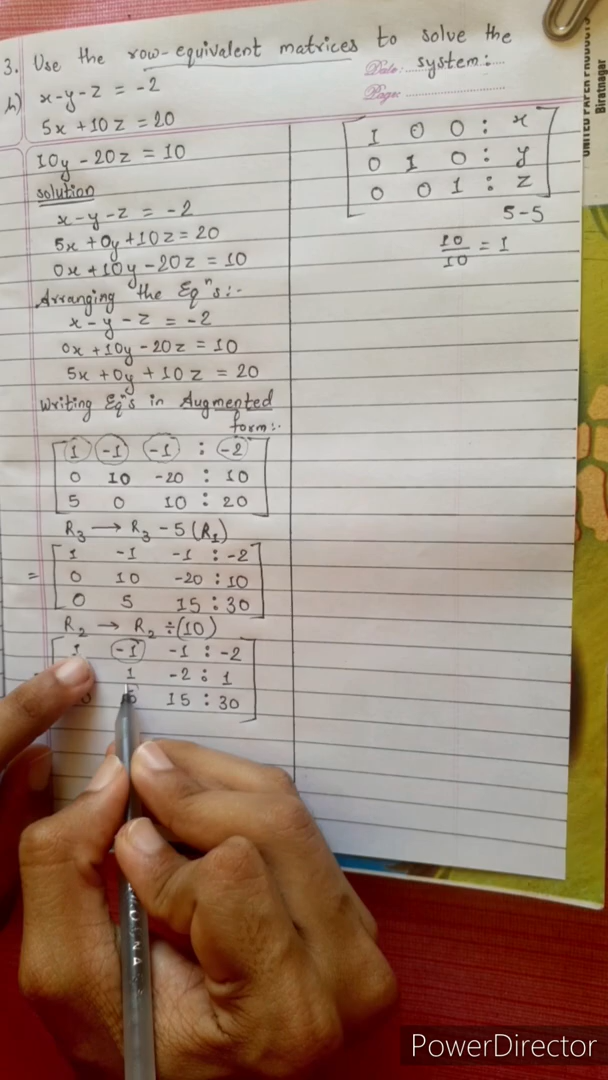 3. Use the row-equivalent matrices to solve the
Date: system:
Page:
h) x-y-z = -2
5x+10z = 20
10y-20z = 10
solution
x-y-z = -2
5x+0y+10z = 20
0x+10y-20z = 10
Arranging the Eqⁿs:-
x-y-z = -2
0x+10y-20z = 10
5x+0y+10z = 20
Writing Eqⁿs in Augmented
form:-
1 -1 -1 : -2
0 10 -20 : 10
5 0 10 : 20
R₃ → R₃ - 5(R₁)
1 -1 -1 : -2
= 0 10 -20 : 10
0 5 15 : 30
R₂ → R₂ ÷(10)
1 -1 -1 : -2
1 -2 : 1
5 15 : 30
1 0 0 : x
0 1 0 : y
0 0 1 : z
5-5
10/10 = 1
UNITED PAPER PRODUCTS
Biratnagar
PowerDirector